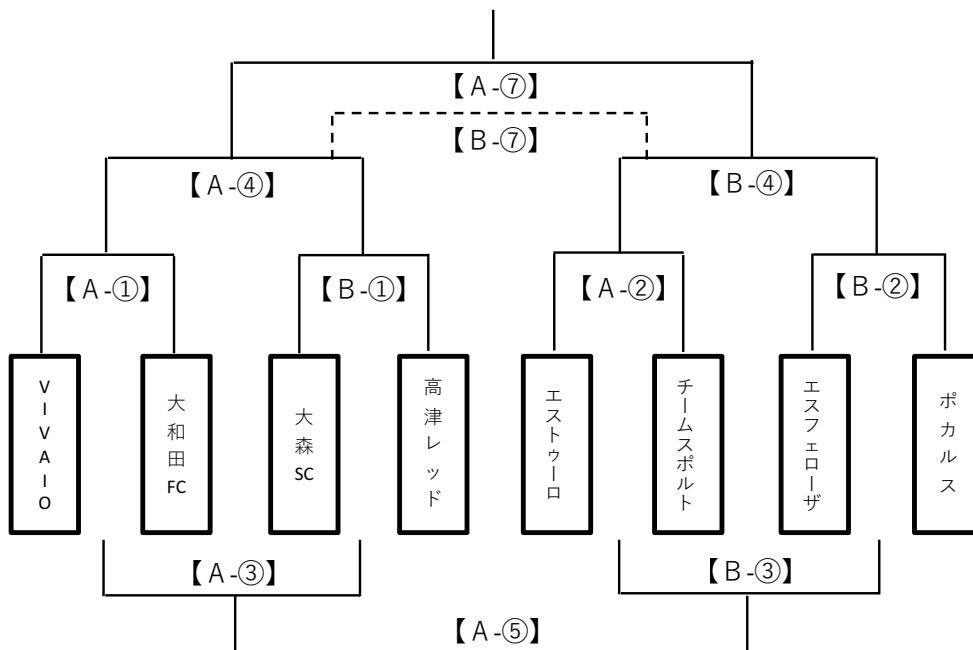 【A-⑦】
【B-⑦】
【A-④】
【B-④】
【A-①】
【B-①】
【A-②】
【B-②】
VIVAIO
大和田FC
大森SC
高津レッド
エストゥーロ
チームスポルト
エスフェローザ
ポカルス
【A-③】
【B-③】
【A-⑤】